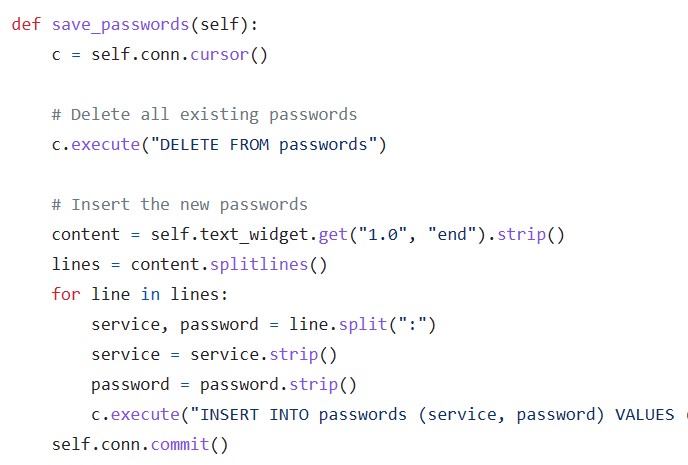 def save_passwords(self):
    c = self.conn.cursor()

    # Delete all existing passwords
    c.execute("DELETE FROM passwords")

    # Insert the new passwords
    content = self.text_widget.get("1.0", "end").strip()
    lines = content.splitlines()
    for line in lines:
        service, password = line.split(":")
        service = service.strip()
        password = password.strip()
        c.execute("INSERT INTO passwords (service, password) VALUES (
    self.conn.commit()